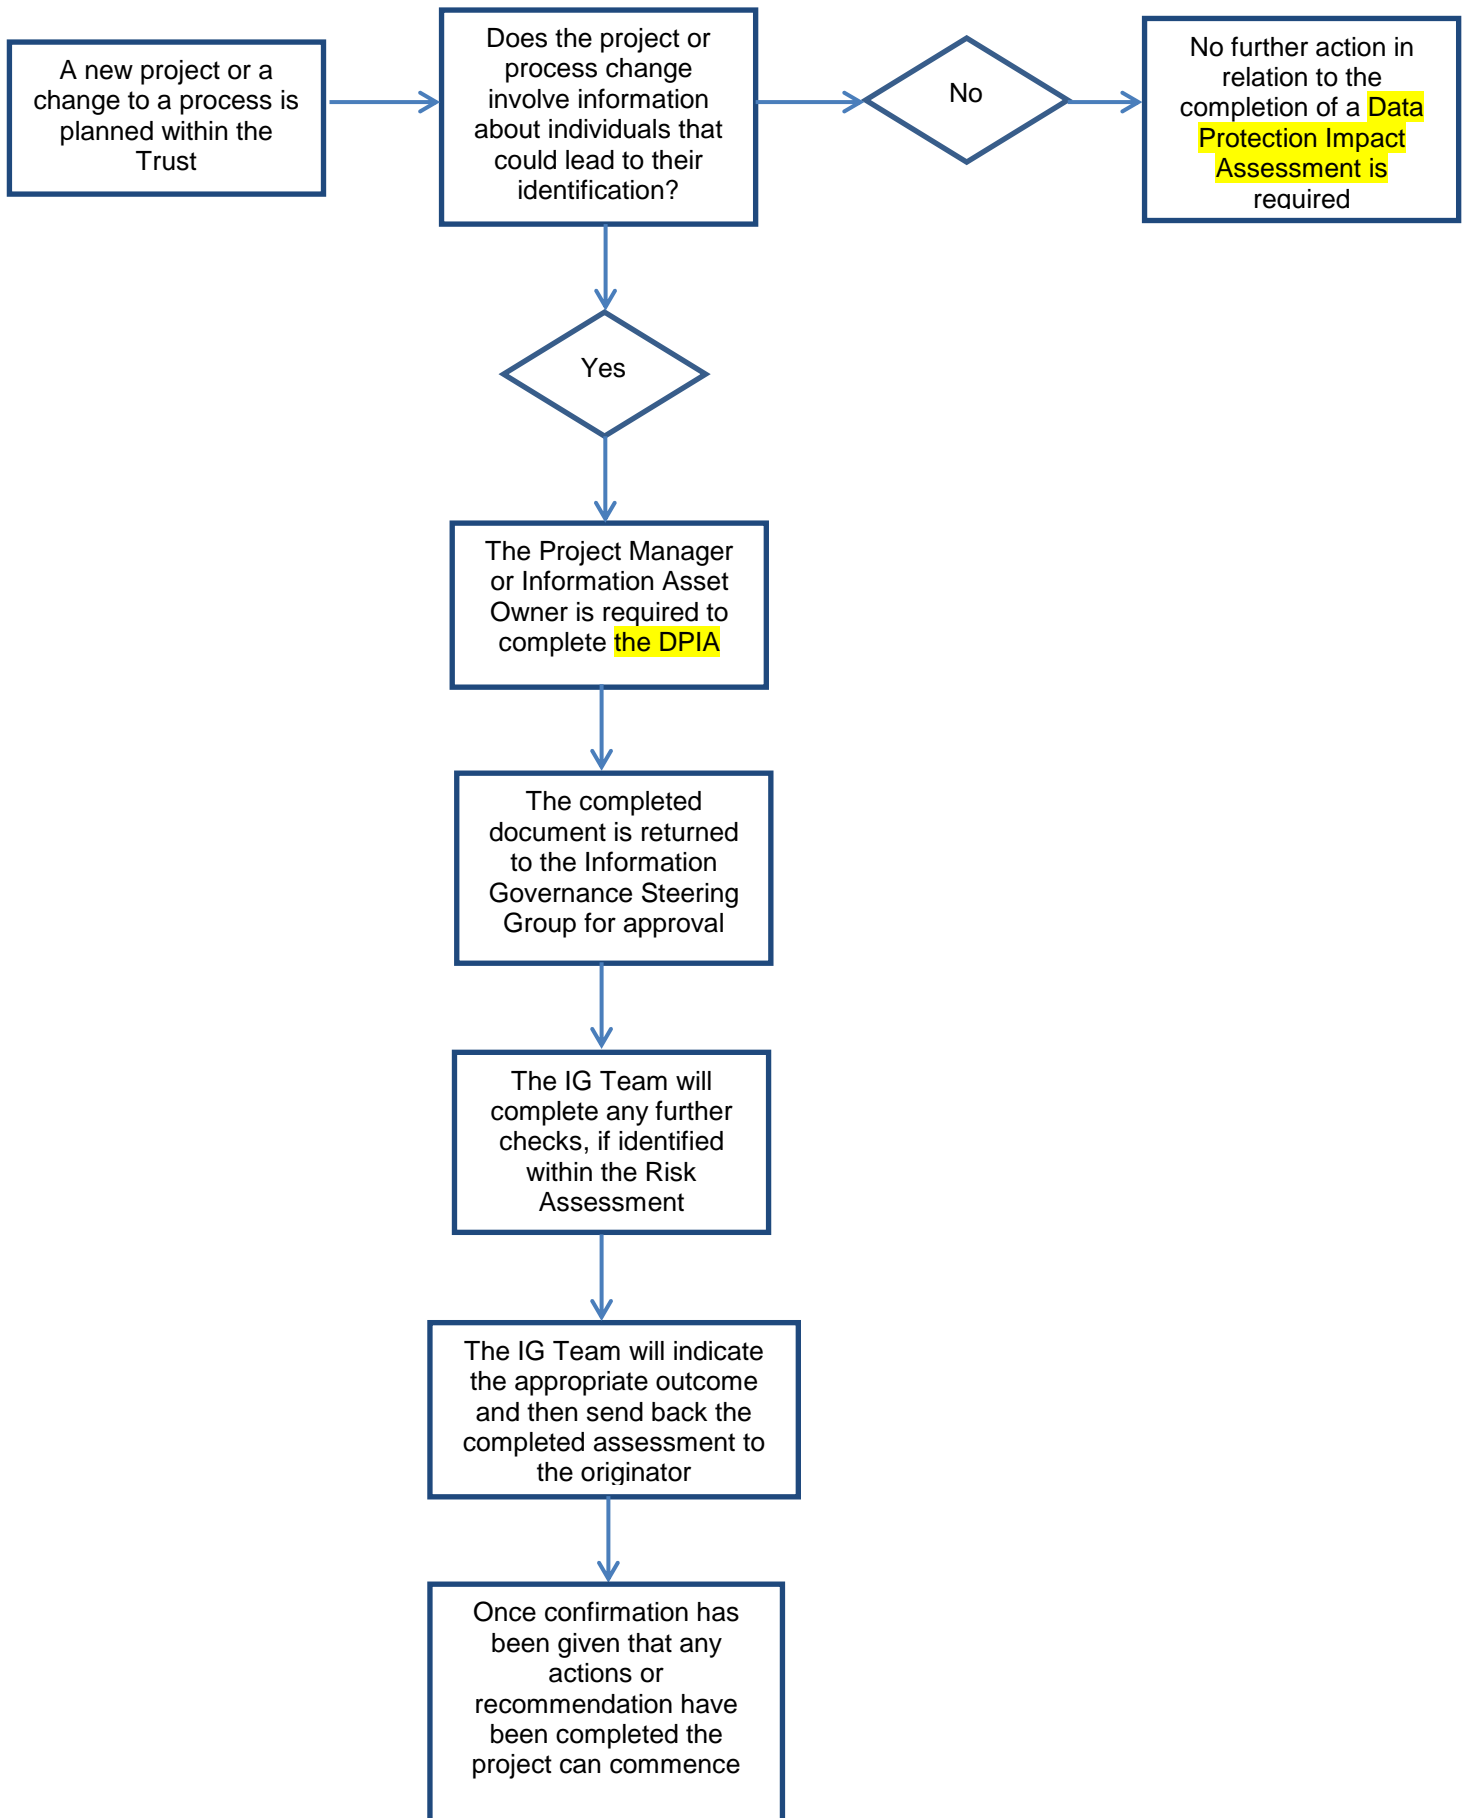 A new project or a
change to a process is
planned within the
Trust
Does the project or
process change
involve information
about individuals that
could lead to their
identification?
No
No further action in
relation to the
completion of a Data
Protection Impact
Assessment is
required
Yes
The Project Manager
or Information Asset
Owner is required to
complete the DPIA
The completed
document is returned
to the Information
Governance Steering
Group for approval
The IG Team will
complete any further
checks, if identified
within the Risk
Assessment
The IG Team will indicate
the appropriate outcome
and then send back the
completed assessment to
the originator
Once confirmation has
been given that any
actions or
recommendation have
been completed the
project can commence